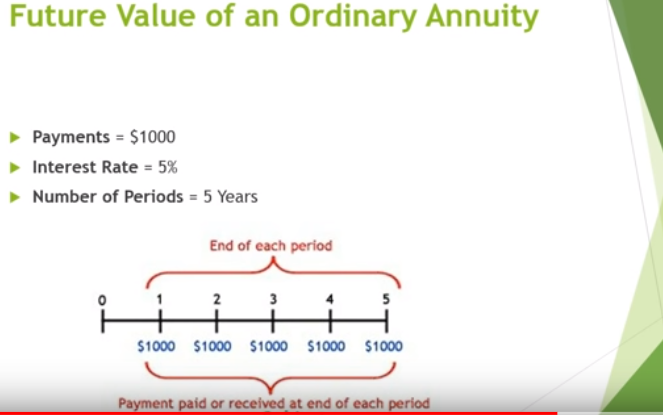 Future Value of an Ordinary Annuity
Payments = $1000
Interest Rate = 5%
Number of Periods = 5 Years
End of each period
0 1 2 3 4 5
$1000 $1000 $1000 $1000 $1000
Payment paid or received at end of each period